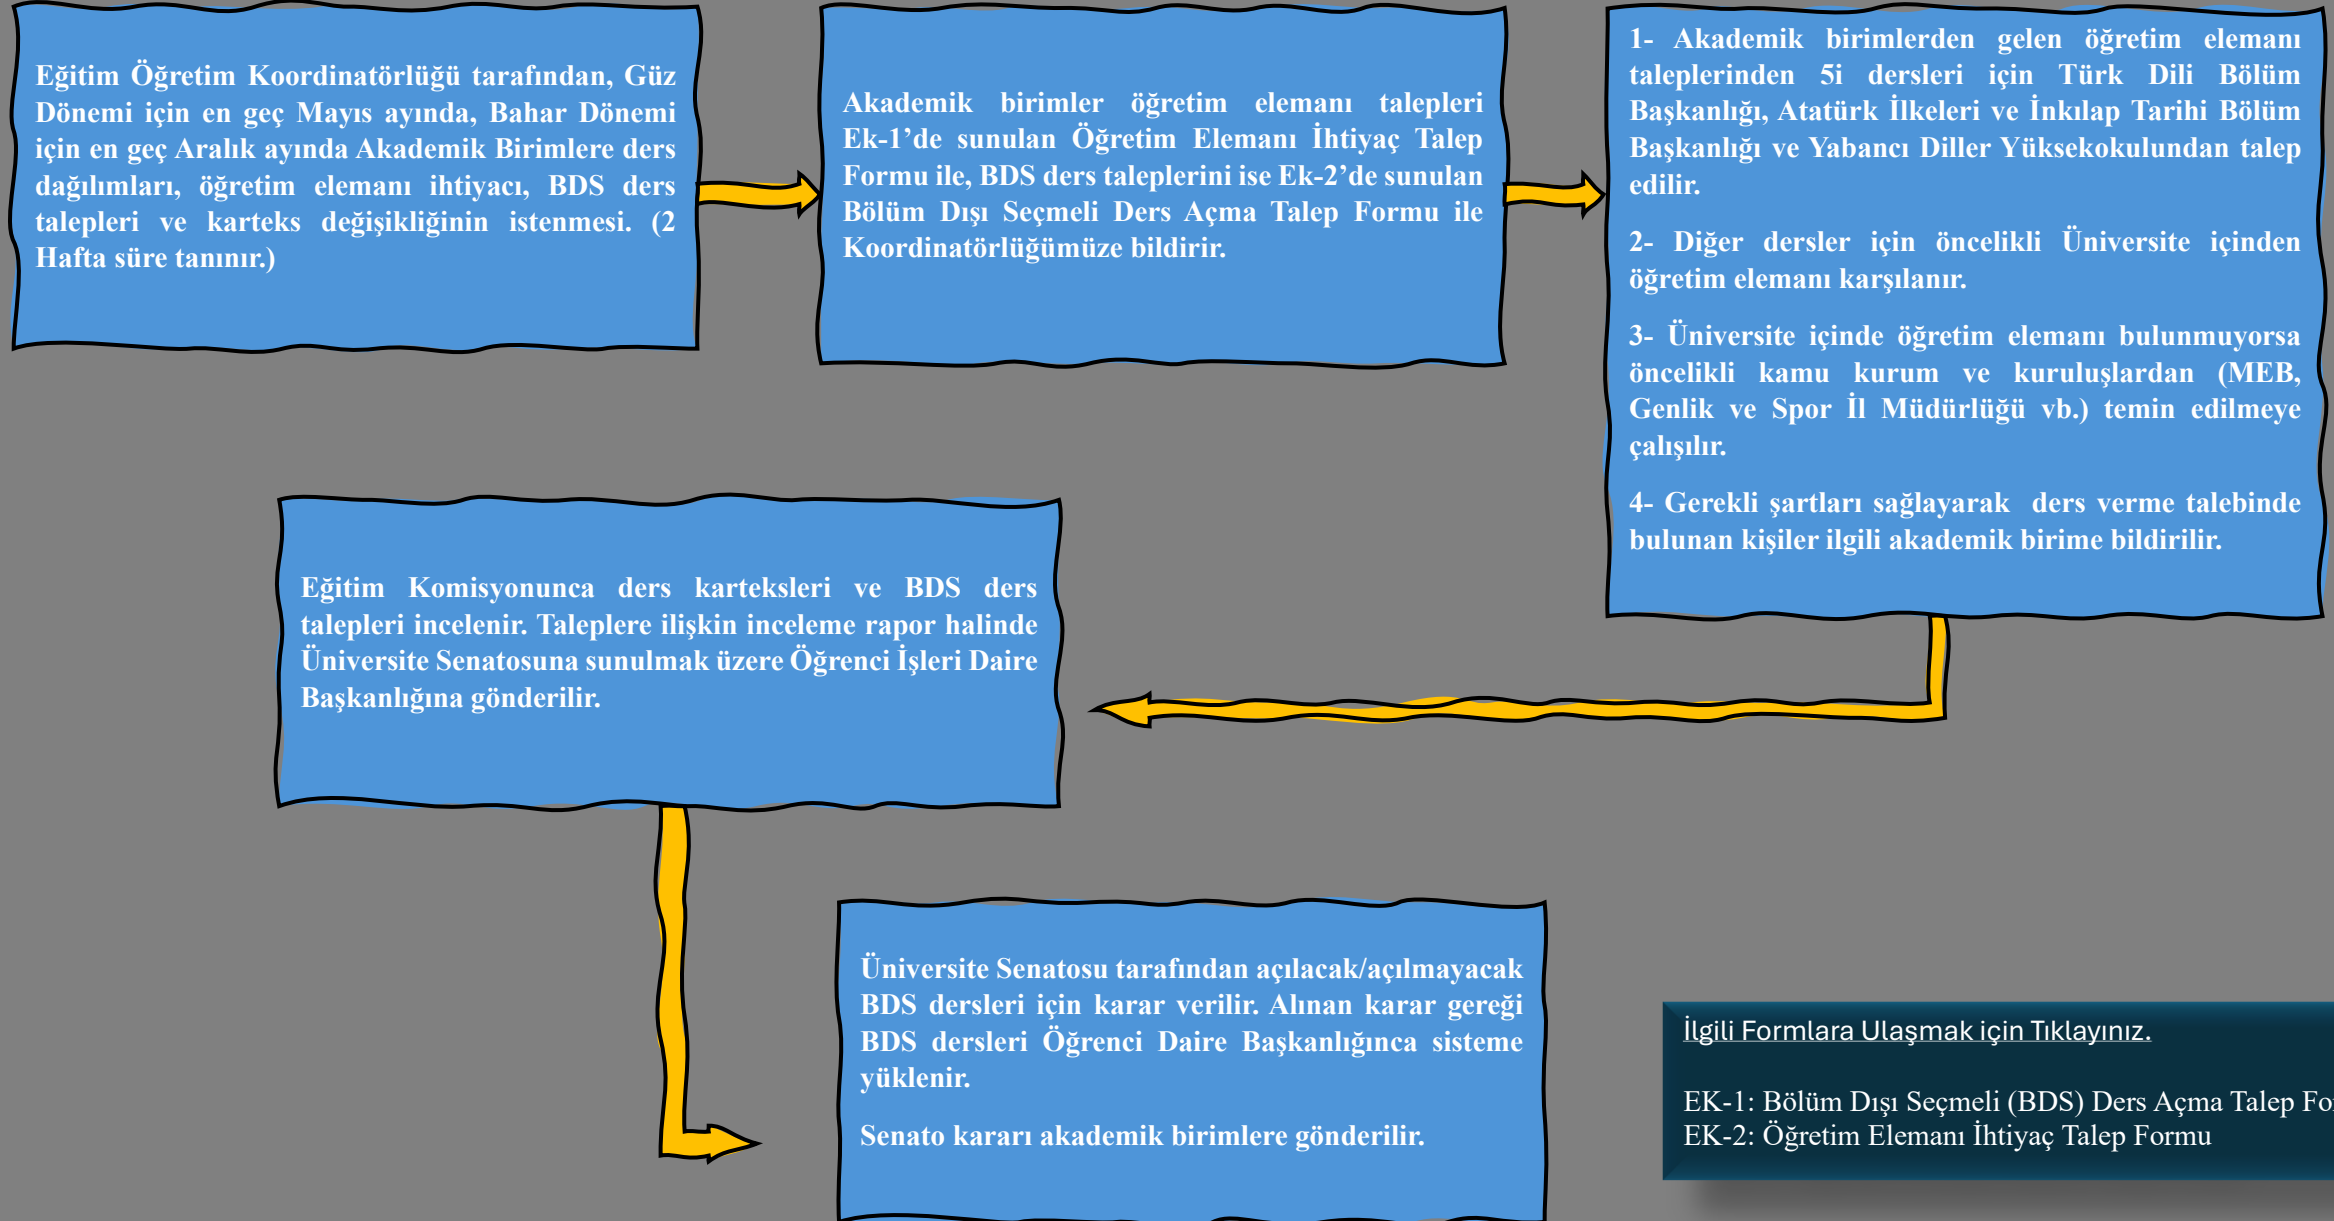 Eğitim Öğretim Koordinatörlüğü tarafından, Güz
Dönemi için en geç Mayıs ayında, Bahar Dönemi
için en geç Aralık ayında Akademik Birimlere ders
dağılımları, öğretim elemanı ihtiyacı, BDS ders
talepleri ve karteks değişikliğinin istenmesi. (2
Hafta süre tanınır.)
Akademik birimler öğretim elemanı talepleri
Ek-1’de sunulan Öğretim Elemanı İhtiyaç Talep
Formu ile, BDS ders taleplerini ise Ek-2’de sunulan
Bölüm Dışı Seçmeli Ders Açma Talep Formu ile
Koordinatörlüğümüze bildirir.
1- Akademik birimlerden gelen öğretim elemanı
taleplerinden 5i dersleri için Türk Dili Bölüm
Başkanlığı, Atatürk İlkeleri ve İnkılap Tarihi Bölüm
Başkanlığı ve Yabancı Diller Yüksekokulundan talep
edilir.
2- Diğer dersler için öncelikli Üniversite içinden
öğretim elemanı karşılanır.
3- Üniversite içinde öğretim elemanı bulunmuyorsa
öncelikli kamu kurum ve kuruluşlardan (MEB,
Genlik ve Spor İl Müdürlüğü vb.) temin edilmeye
çalışılır.
4- Gerekli şartları sağlayarak ders verme talebinde
bulunan kişiler ilgili akademik birime bildirilir.
Eğitim Komisyonunca ders karteksleri ve BDS ders
talepleri incelenir. Taleplere ilişkin inceleme rapor halinde
Üniversite Senatosuna sunulmak üzere Öğrenci İşleri Daire
Başkanlığına gönderilir.
Üniversite Senatosu tarafından açılacak/açılmayacak
BDS dersleri için karar verilir. Alınan karar gereği
BDS dersleri Öğrenci Daire Başkanlığınca sisteme
yüklenir.
Senato kararı akademik birimlere gönderilir.
İlgili Formlara Ulaşmak için Tıklayınız.
EK-1: Bölüm Dışı Seçmeli (BDS) Ders Açma Talep
EK-2: Öğretim Elemanı İhtiyaç Talep Formu